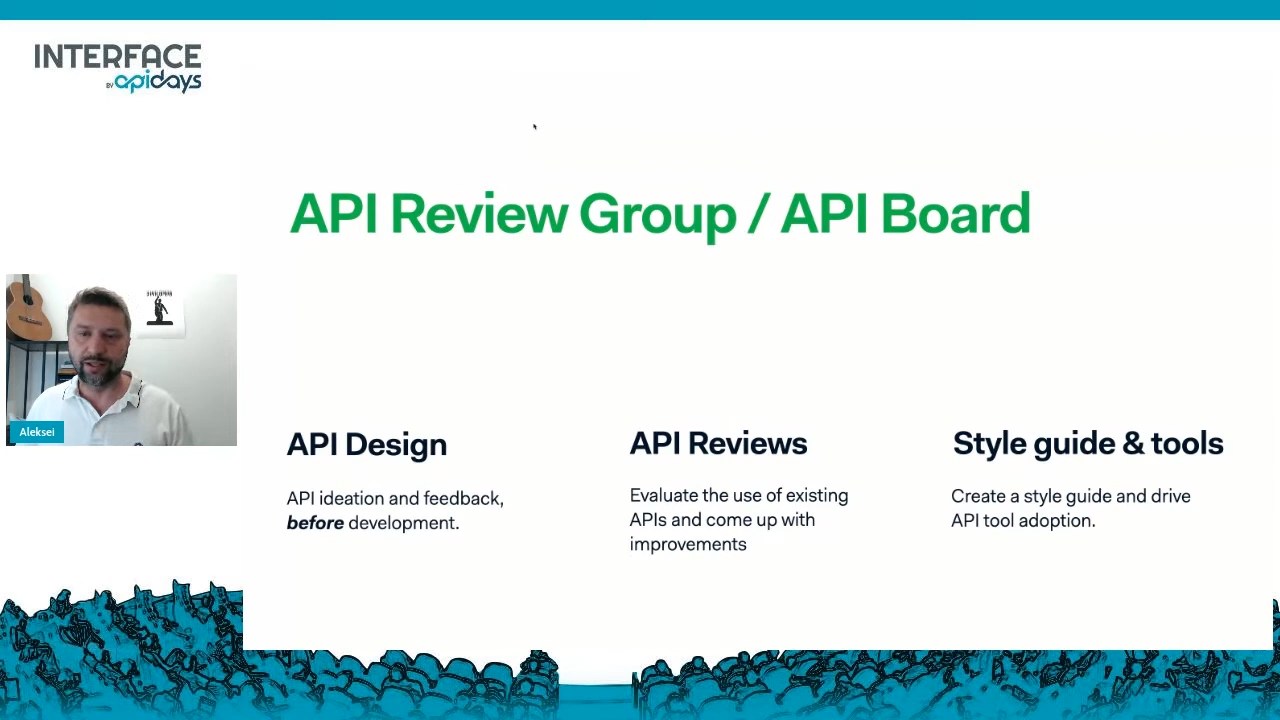 INTERFACE
BY apidays
API Review Group / API Board
Aleksei
API Design
API ideation and feedback,
before development.
API Reviews
Evaluate the use of existing
APIs and come up with
improvements
Style guide & tools
Create a style guide and drive
API tool adoption.